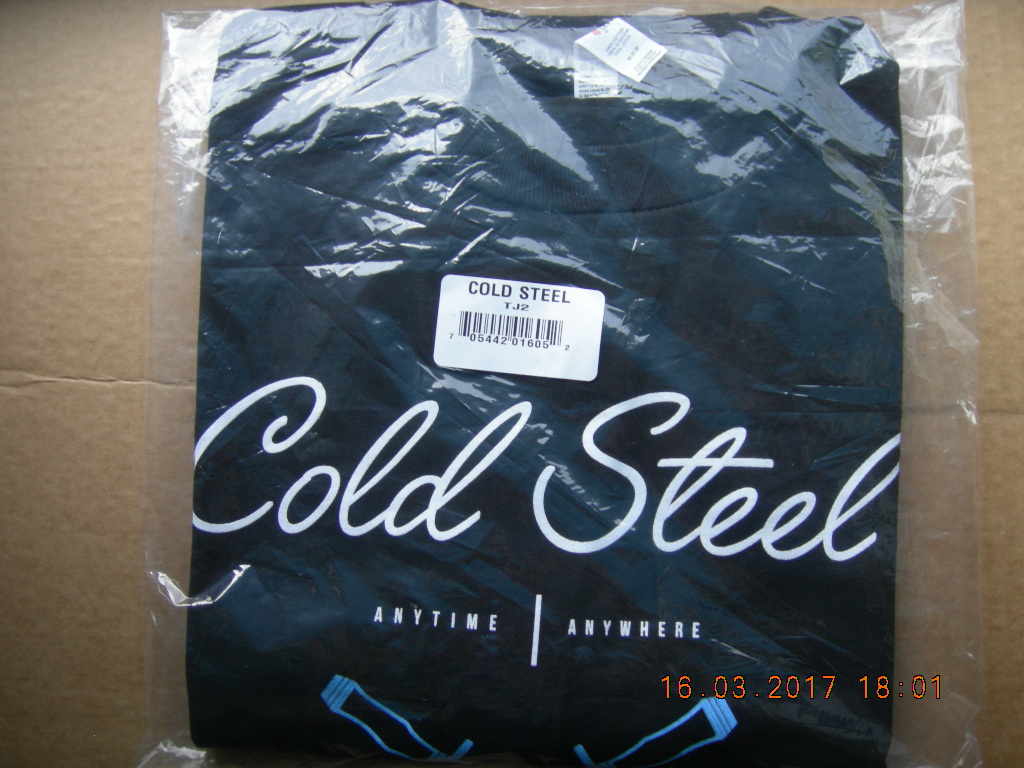 COLD STEEL
TJ2
7 05442 01605 2
Cold Steel
ANYTIME | ANYWHERE
16.03.2017 18:01